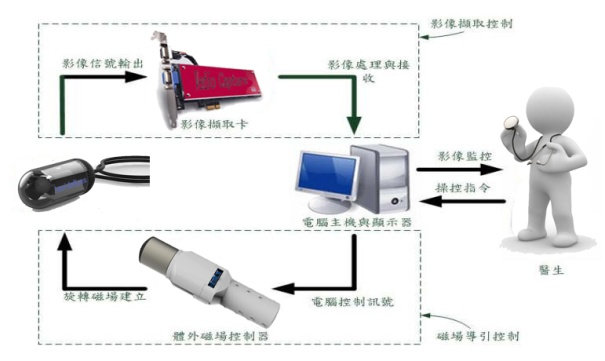 影像擷取控制
影像信號輸出
影像處理與接
收
影像擷取卡
影像監控
操控指令
電腦主機與顯示器
醫生
旋轉磁場建立
電腦控制訊號
體外磁場控制器
磁場導引控制